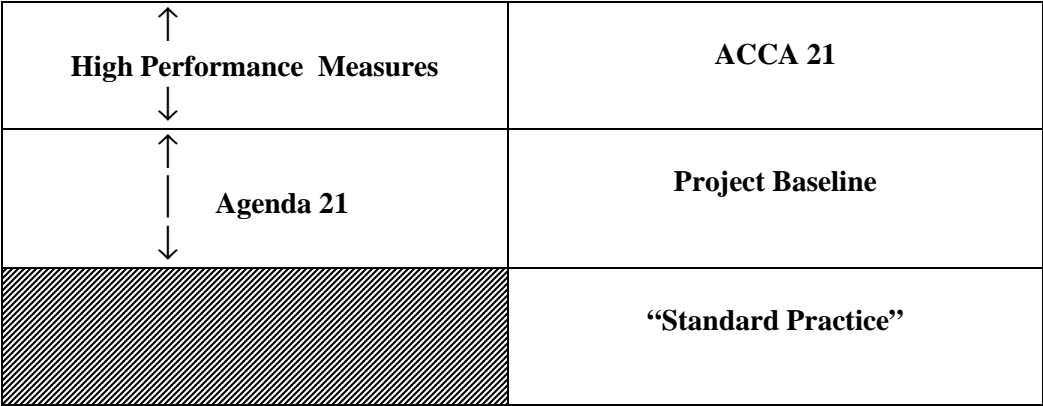 High Performance Measures
ACCA 21
Agenda 21
Project Baseline
“Standard Practice”